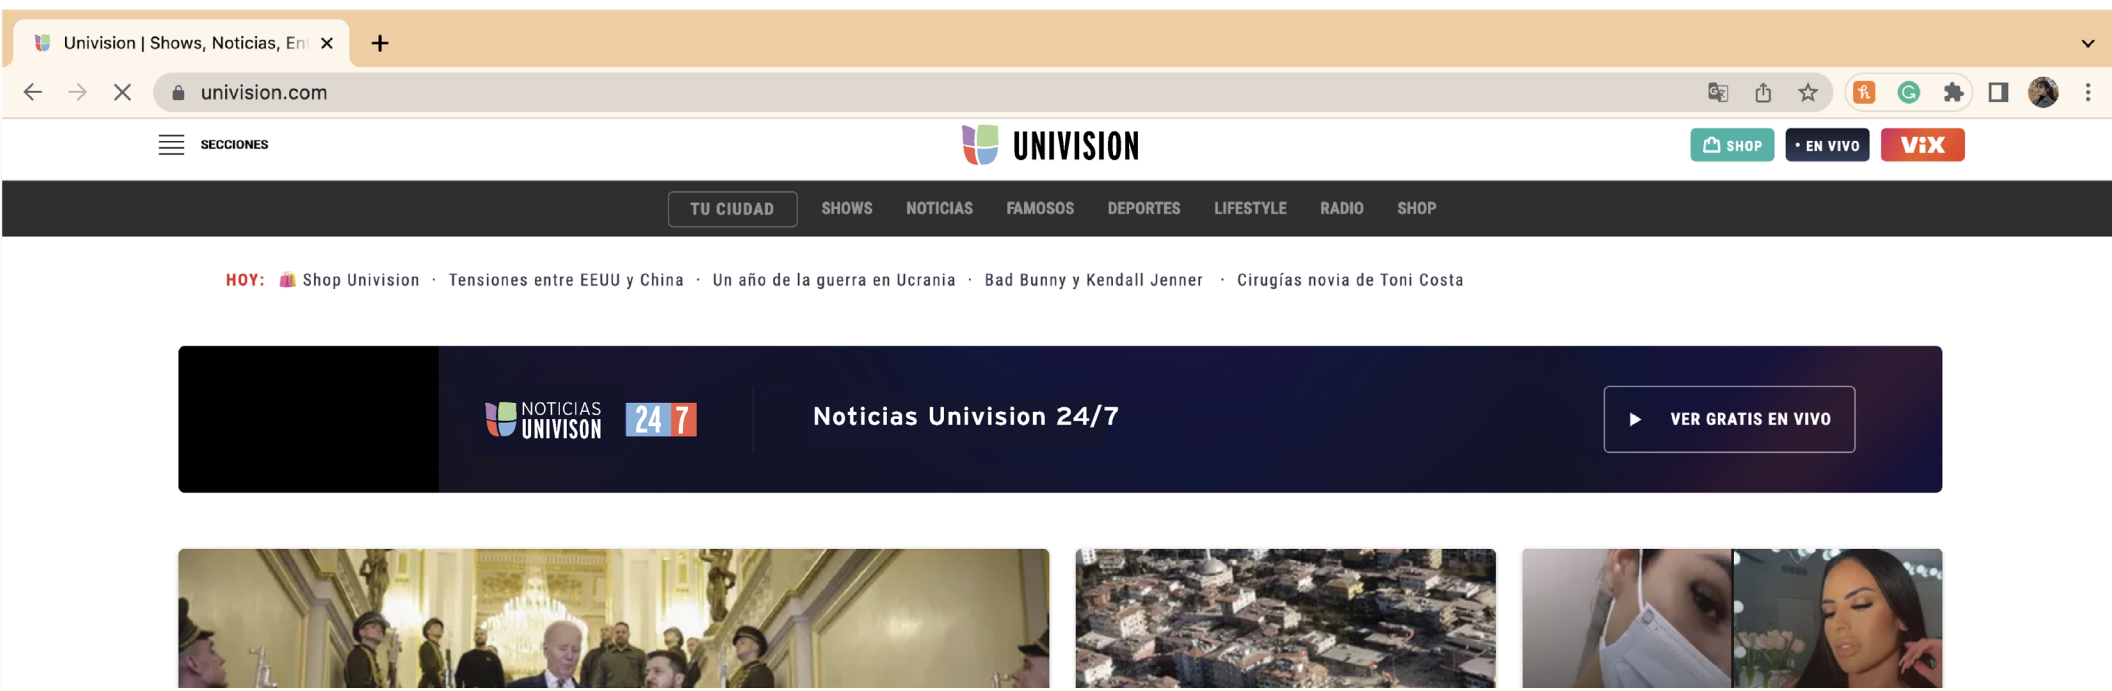 Univision | Shows, Noticias, Ent
univision.com
SECCIONES
UNIVISION
SHOP
• EN VIVO
ViX
TU CIUDAD SHOWS NOTICIAS FAMOSOS DEPORTES LIFESTYLE RADIO SHOP
HOY: Shop Univision · Tensiones entre EEUU y China · Un año de la guerra en Ucrania · Bad Bunny y Kendall Jenner · Cirugías novia de Toni Costa
NOTICIAS
UNIVISON
24 7
Noticias Univision 24/7
VER GRATIS EN VIVO